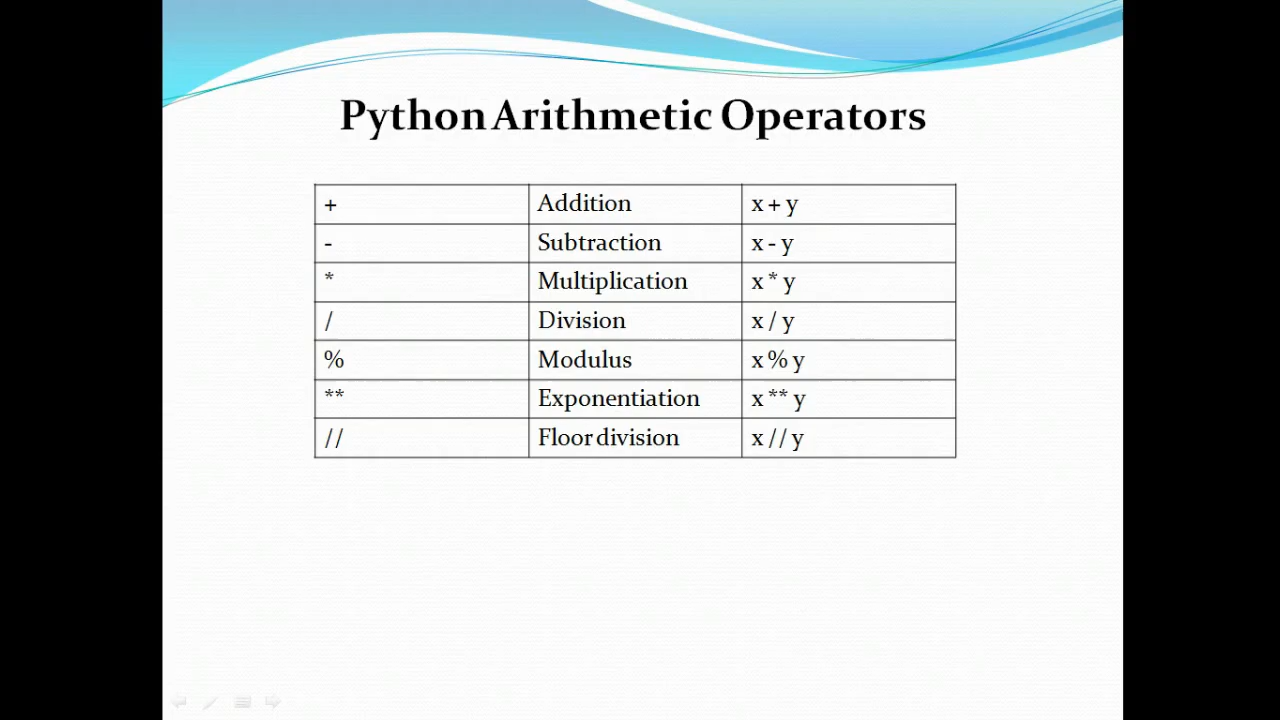 Python Arithmetic Operators
+ Addition x + y
- Subtraction x - y
* Multiplication x * y
/ Division x / y
% Modulus x % y
** Exponentiation x ** y
// Floor division x // y